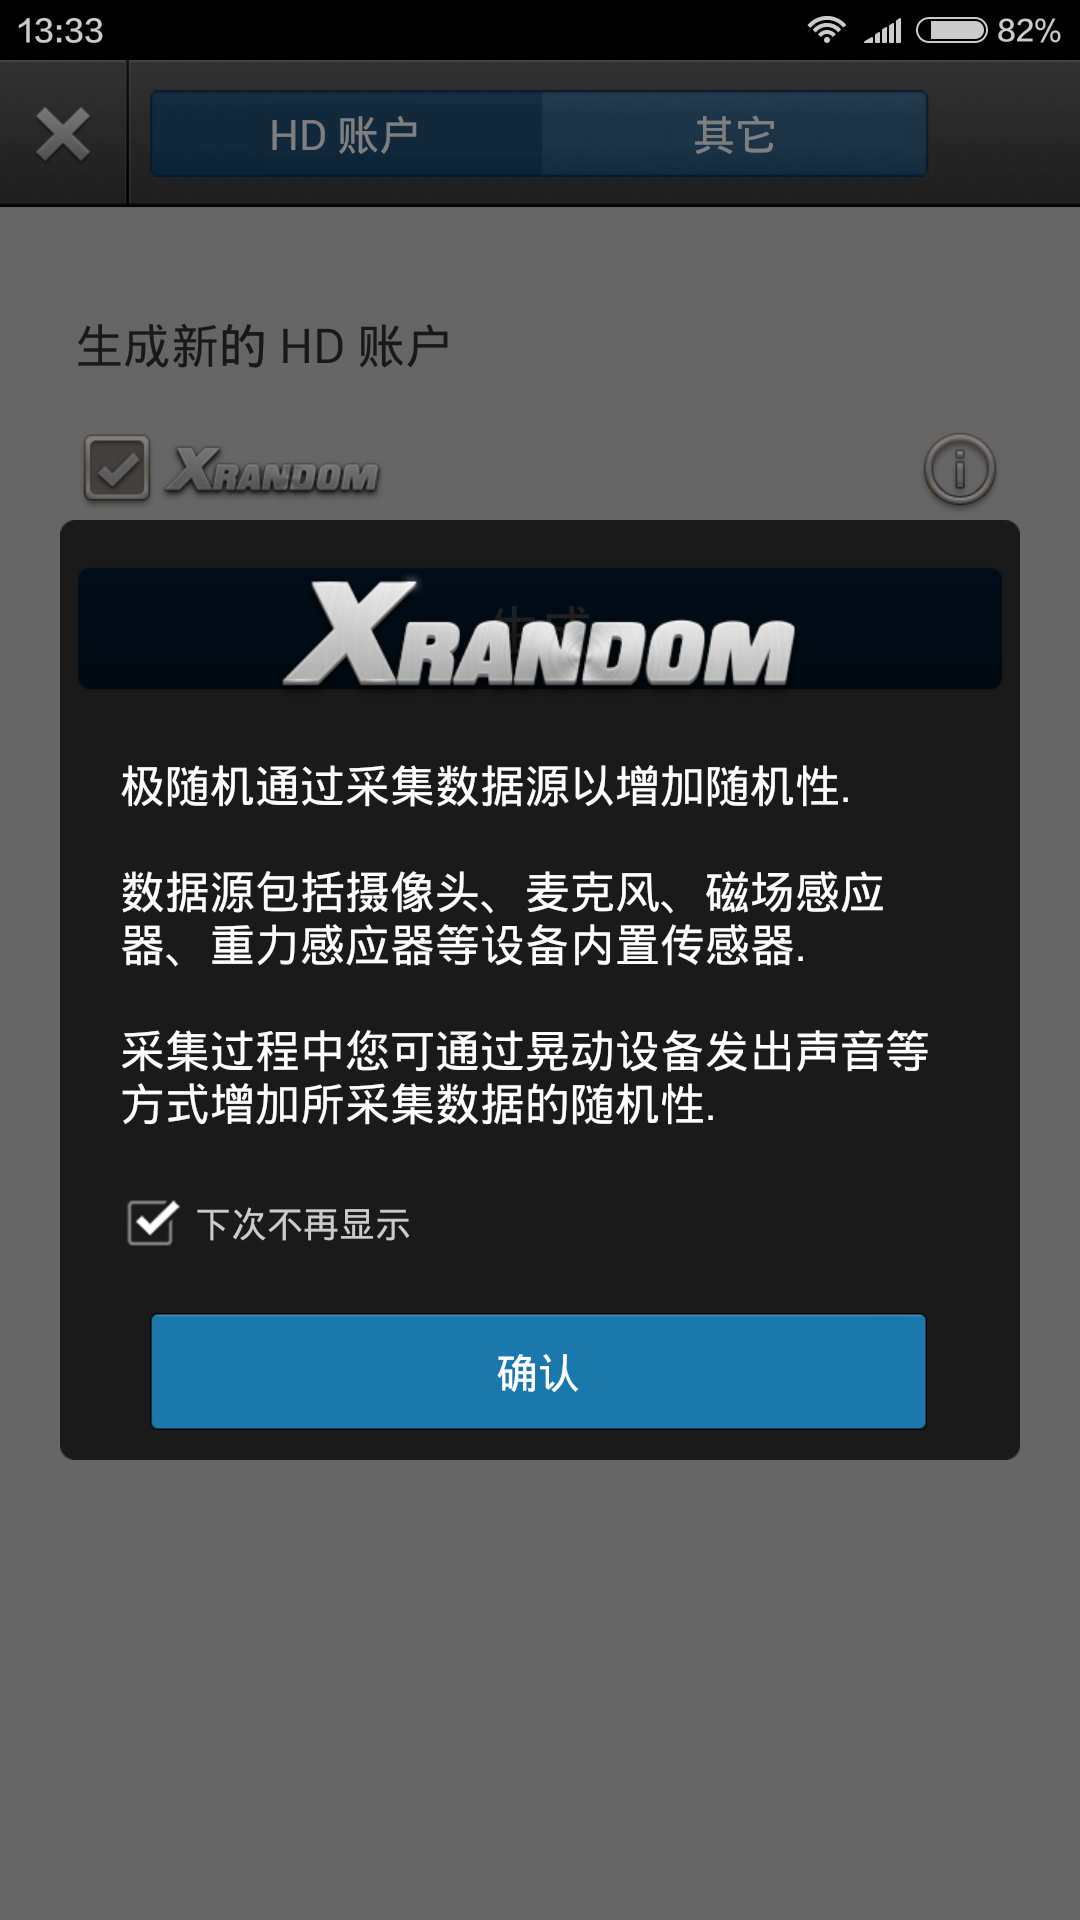 13:33
82%
HD 账户
其它
生成新的 HD 账户
XRANDOM
生成
XRANDOM
极随机通过采集数据源以增加随机性.
数据源包括摄像头、麦克风、磁场感应
器、重力感应器等设备内置传感器.
采集过程中您可通过晃动设备发出声音等
方式增加所采集数据的随机性.
下次不再显示
确认